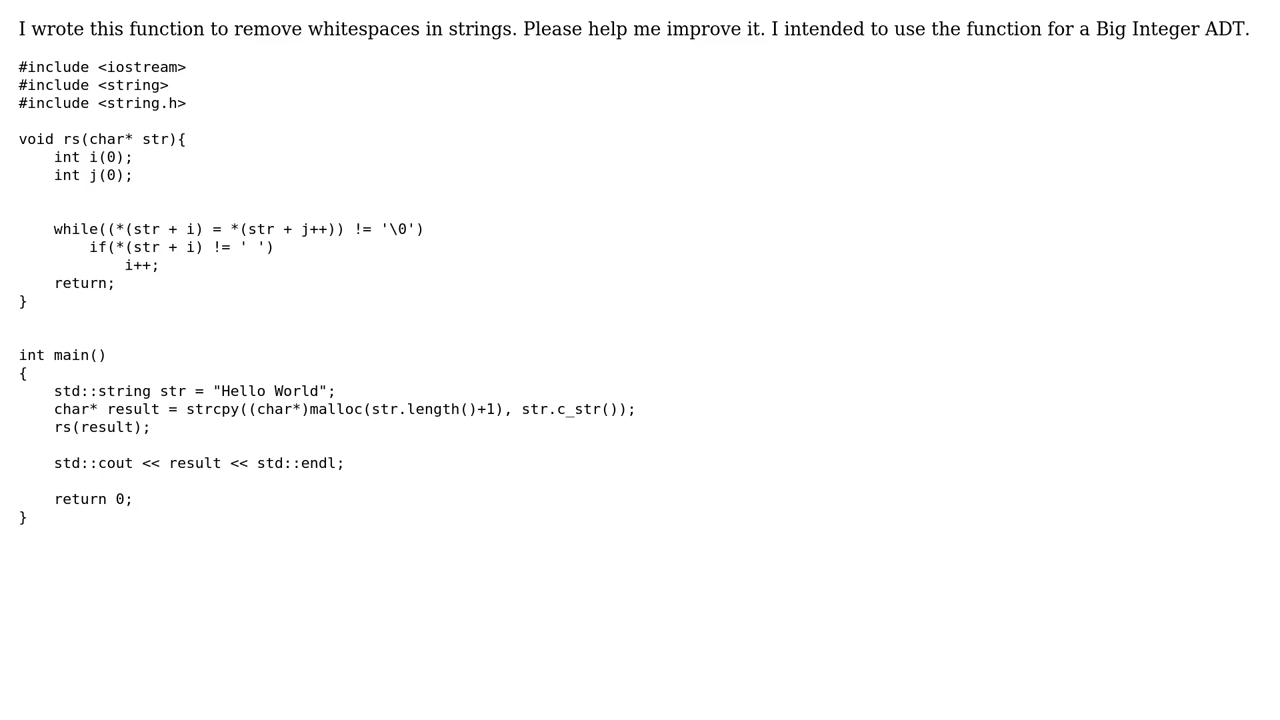 I wrote this function to remove whitespaces in strings. Please help me improve it. I intended to use the function for a Big Integer ADT.
#include <iostream>
#include <string>
#include <string.h>
void rs(char* str){
    int i(0);
    int j(0);
    while((*(str + i) = *(str + j++)) != '\0')
        if(*(str + i) != ' ')
            i++;
    return;
}
int main()
{
    std::string str = "Hello World";
    char* result = strcpy((char*)malloc(str.length()+1), str.c_str());
    rs(result);
    std::cout << result << std::endl;
    return 0;
}